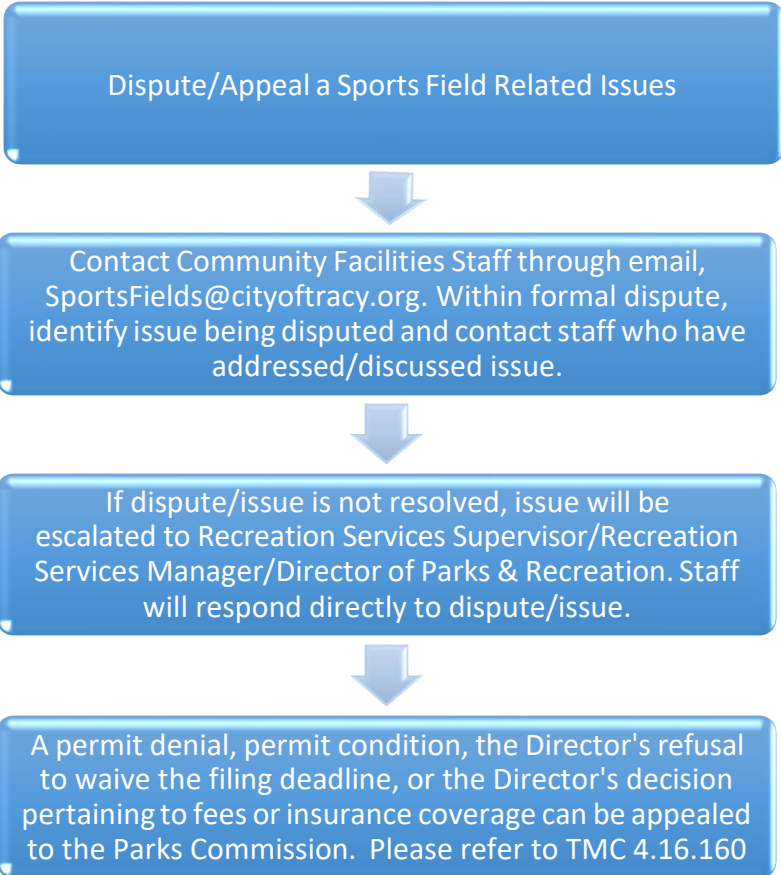 Dispute/Appeal a Sports Field Related Issues
Contact Community Facilities Staff through email,
SportsFields@cityoftracy.org. Within formal dispute,
identify issue being disputed and contact staff who have
addressed/discussed issue.
If dispute/issue is not resolved, issue will be
escalated to Recreation Services Supervisor/Recreation
Services Manager/Director of Parks & Recreation. Staff
will respond directly to dispute/issue.
A permit denial, permit condition, the Director's refusal
to waive the filing deadline, or the Director's decision
pertaining to fees or insurance coverage can be appealed
to the Parks Commission. Please refer to TMC 4.16.160